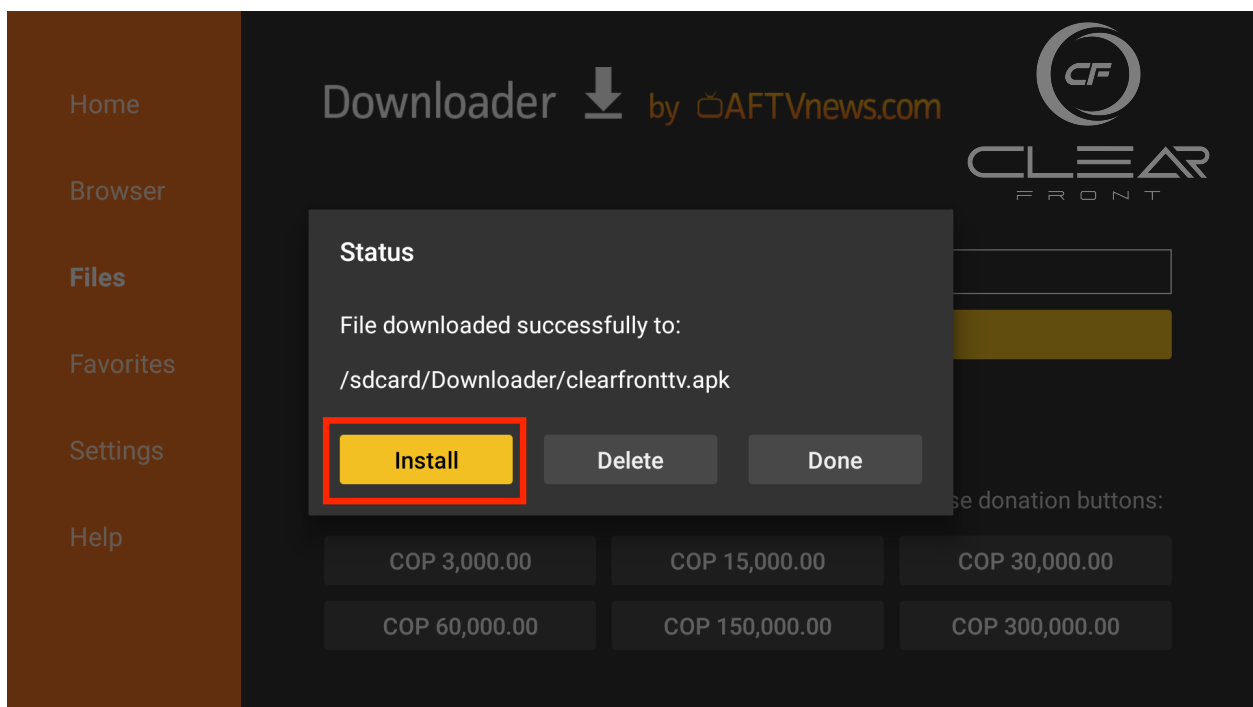 Home
Browser
Files
Favorites
Settings
Help
Downloader by AFTVnews.com
CF
CLEAR
FRONT
Status
File downloaded successfully to:
/sdcard/Downloader/clearfronttv.apk
Install Delete Done
se donation buttons:
COP 3,000.00 COP 15,000.00 COP 30,000.00
COP 60,000.00 COP 150,000.00 COP 300,000.00